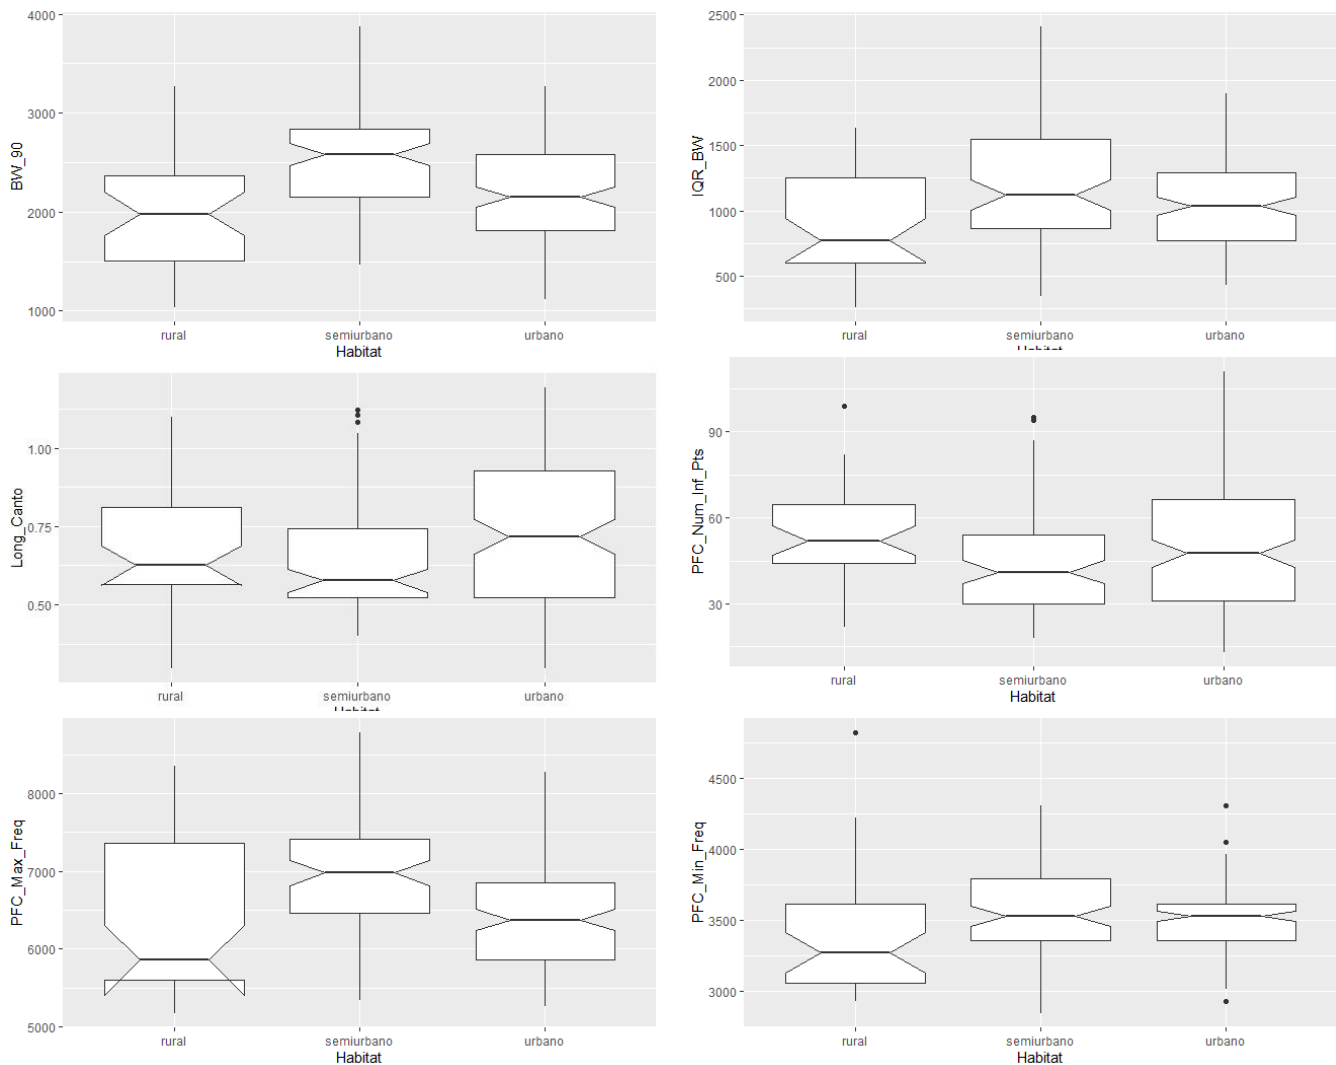 BW_90
4000
3000
2000
1000
rural semiurbano urbano
Habitat
IQR_BW
2500
2000
1500
1000
500
rural semiurbano urbano
Habitat
Long_Canto
1.00
0.75
0.50
rural semiurbano urbano
Habitat
PFC_Num_Inf_Pts
90
60
30
rural semiurbano urbano
Habitat
PFC_Max_Freq
8000
7000
6000
5000
rural semiurbano urbano
Habitat
PFC_Min_Freq
4500
4000
3500
3000
rural semiurbano urbano
Habitat